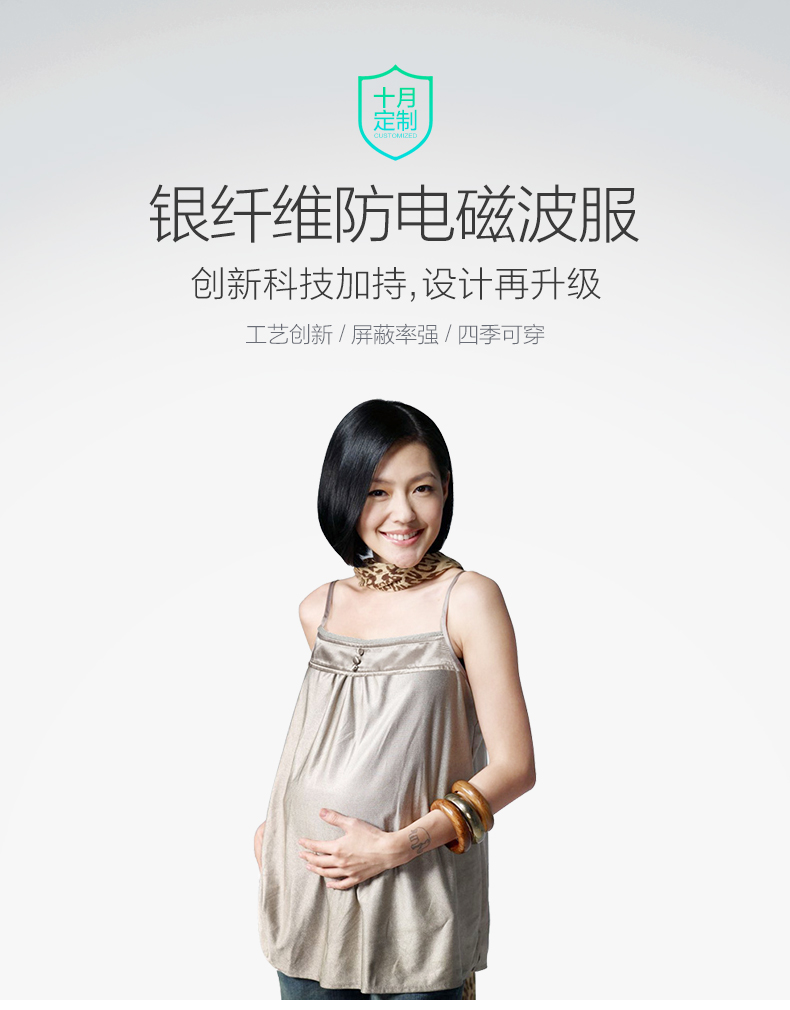 十月
定制
CUSTOMIZED
银纤维防电磁波服
创新科技加持,设计再升级
工艺创新 / 屏蔽率强 / 四季可穿